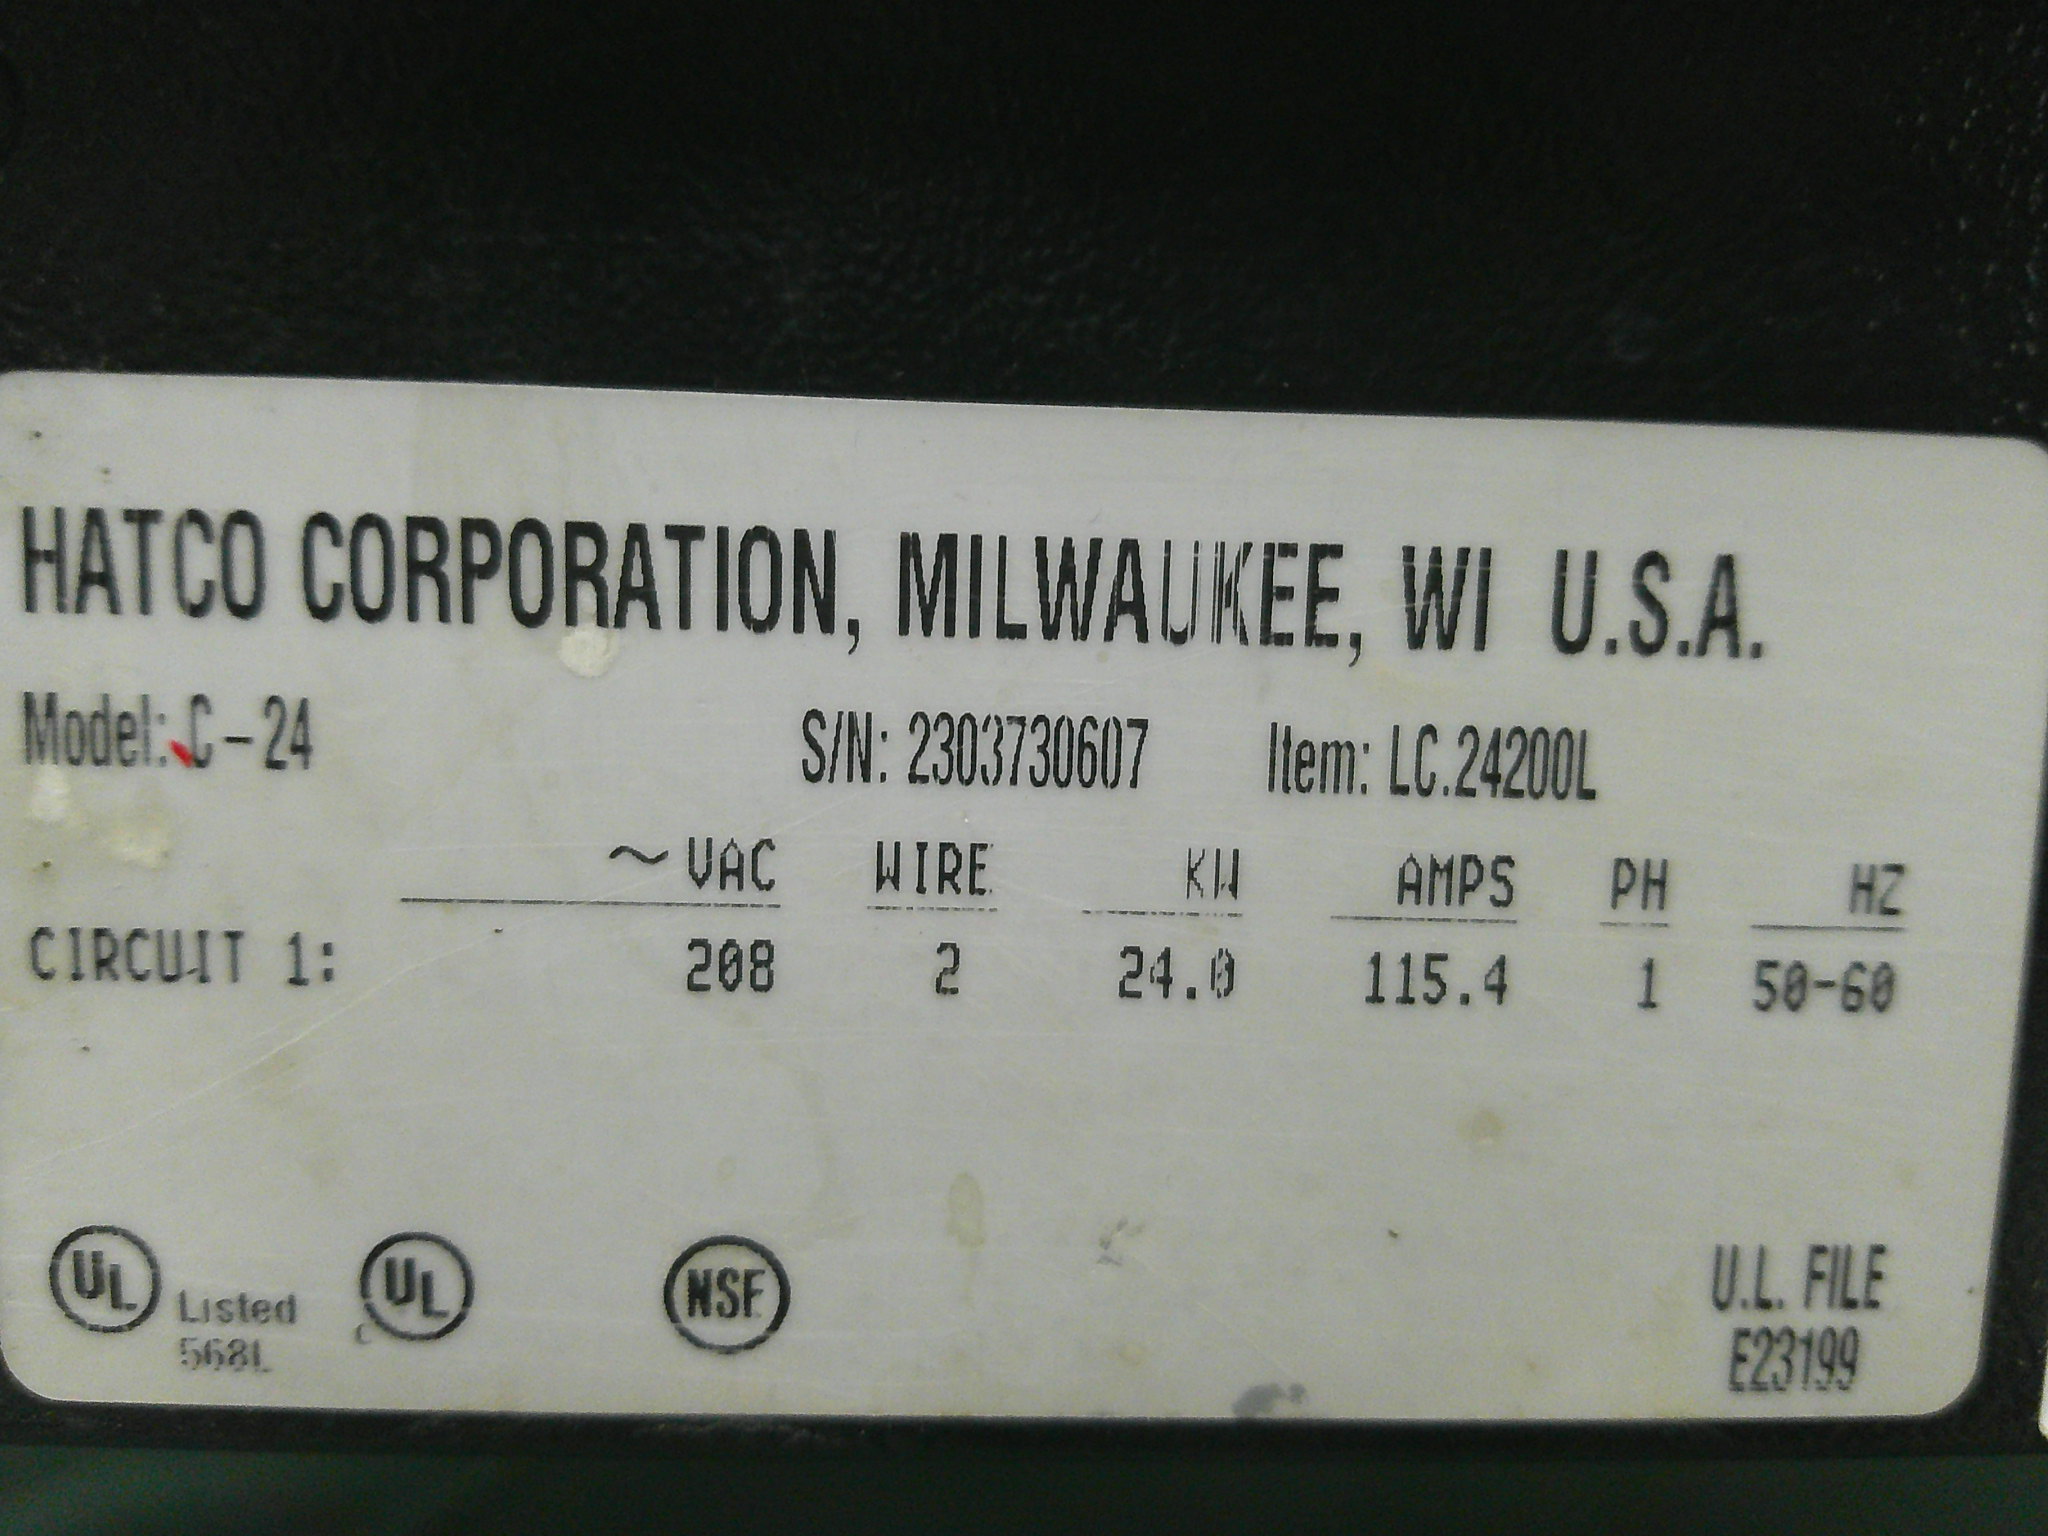 HATCO CORPORATION, MILWAUKEE, WI U.S.A.
Model: C-24 S/N: 2303730607 Item: LC.24200L
~VAC WIRE KW AMPS PH HZ
CIRCUIT 1: 208 2 24.0 115.4 1 50-60
UL Listed UL NSF U.L. FILE
568L E23199